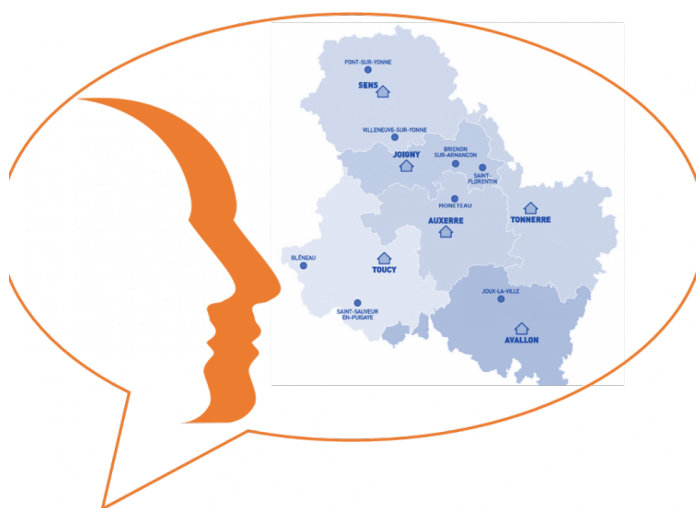 PONT-SUR-YONNE
SENS
VILLENEUVE-SUR-YONNE
JOIGNY
BRIENON
SUR-ARMANCON
SAINT-
FLORENTIN
MONÉTEAU
AUXERRE
TONNERRE
BLÉNEAU
TOUCY
JOUX-LA-VILLE
SAINT-SAUVEUR
EN-PUISAYE
AVALLON